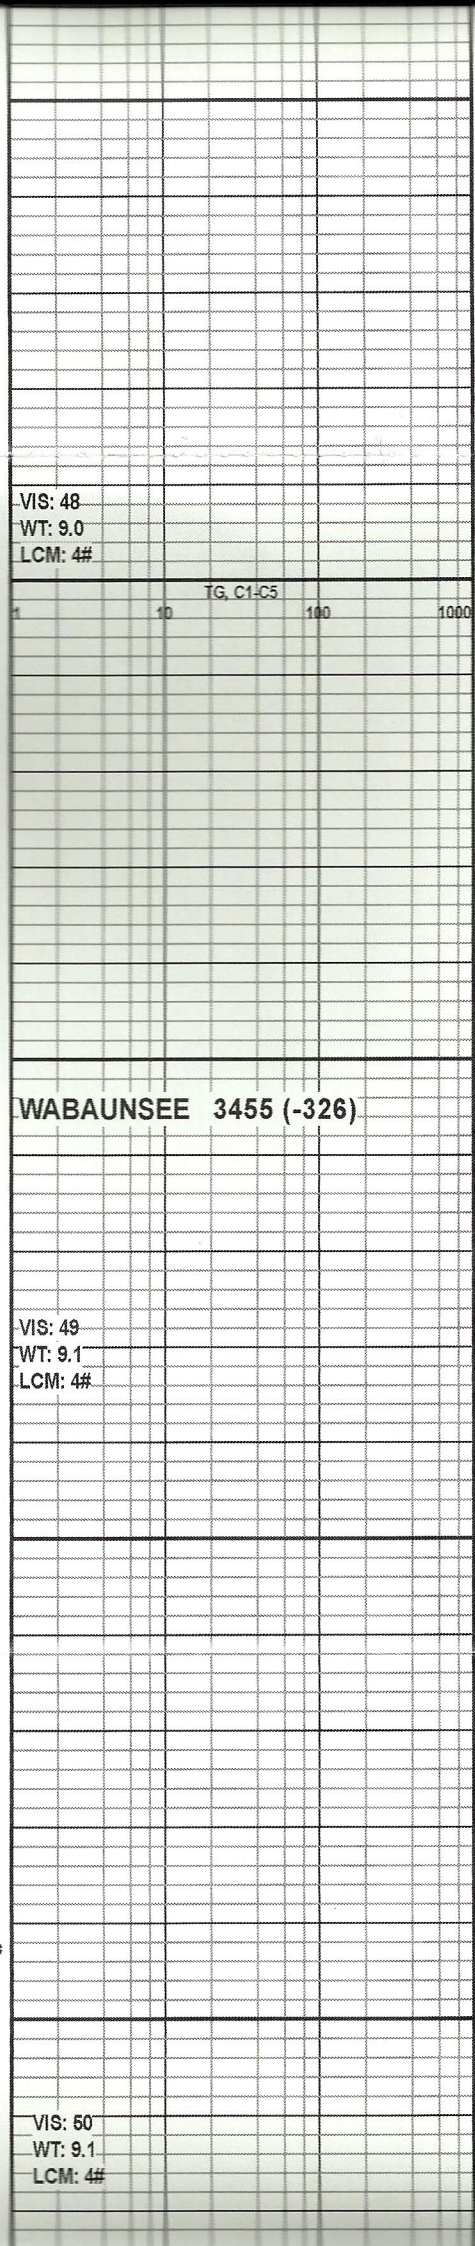 VIS: 48
WT: 9.0
LCM: 4#
TG, C1-C5
1 10 100 1000
WABAUNSEE 3455 (-326)
VIS: 49
WT: 9.1
LCM: 4#
VIS: 50
WT: 9.1
LCM: 4#